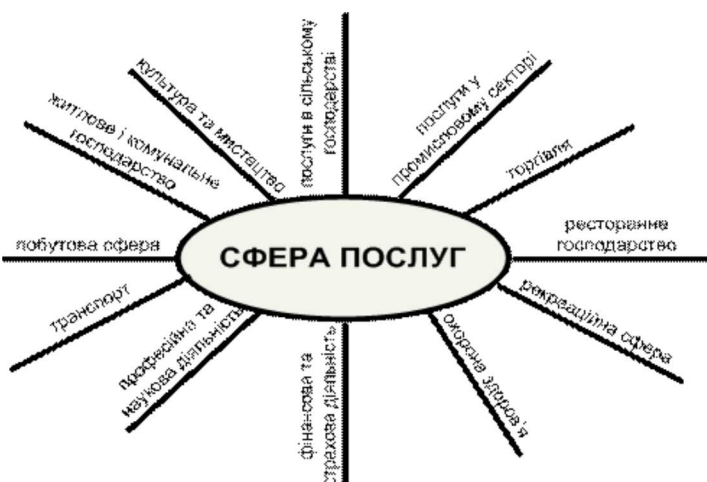 культура та мистецтво
послуги в сільському
господарстві
послуги у
промисловому секторі
торгівля
житлове і комунальне
господарство
ресторанне
господарство
побутова сфера
СФЕРА ПОСЛУГ
транспорт
рекреаційна сфера
професійна та
наукова діяльність
фінансова та
страхова діяльність
охорона здоров'я